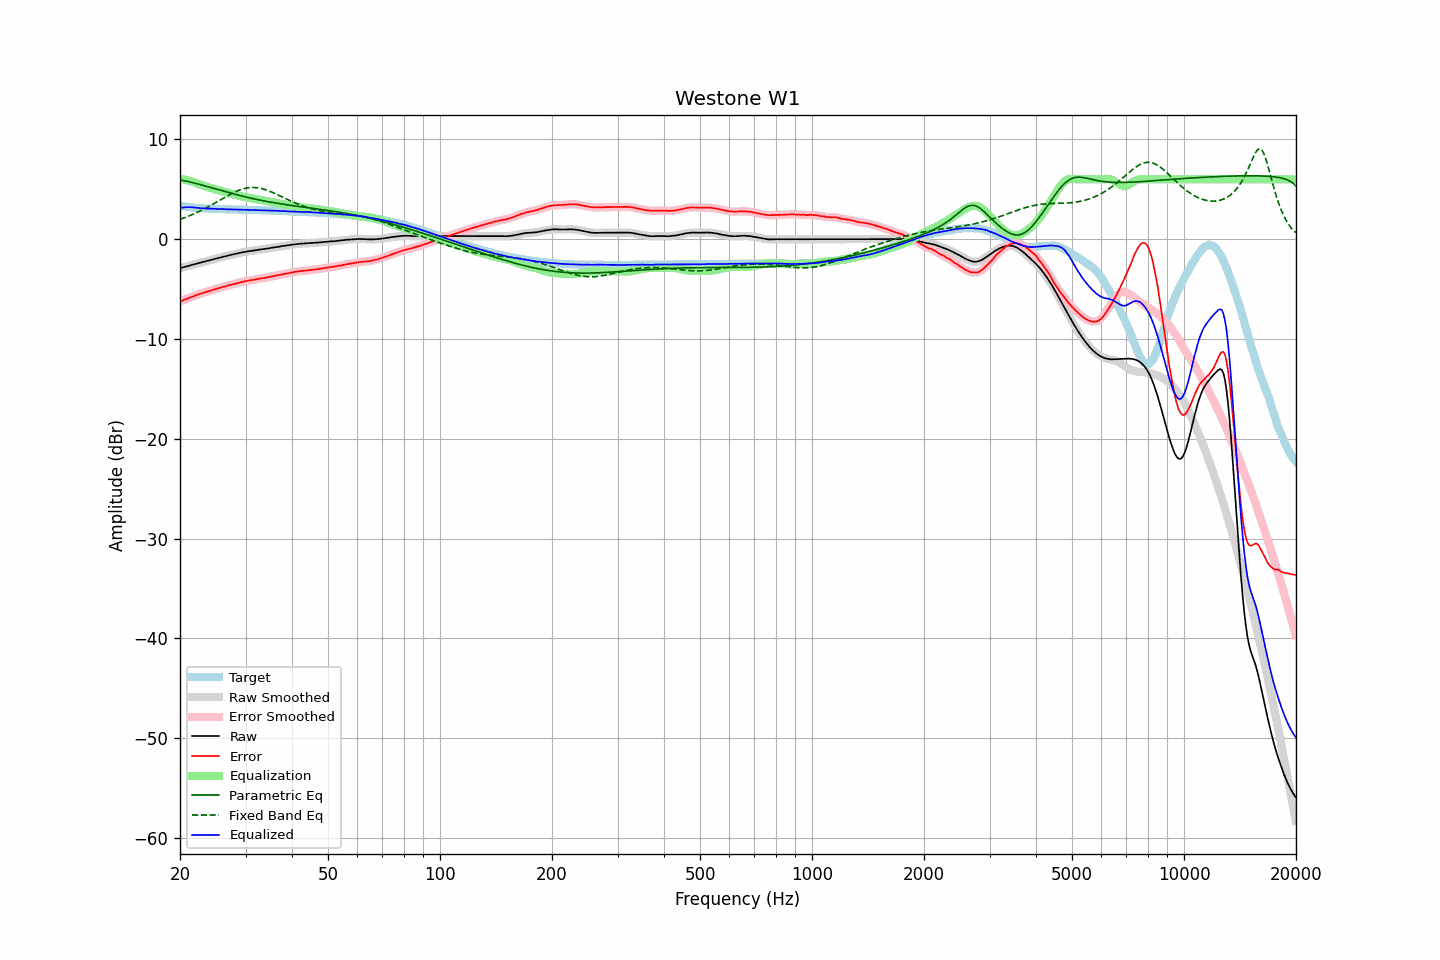 Westone W1
10
0
−10
−20
−30
−40
−50
−60
Amplitude (dBr)
Target
Raw Smoothed
Error Smoothed
Raw
Error
Equalization
Parametric Eq
Fixed Band Eq
Equalized
20 50 100 200 500 1000 2000 5000 10000 20000
Frequency (Hz)